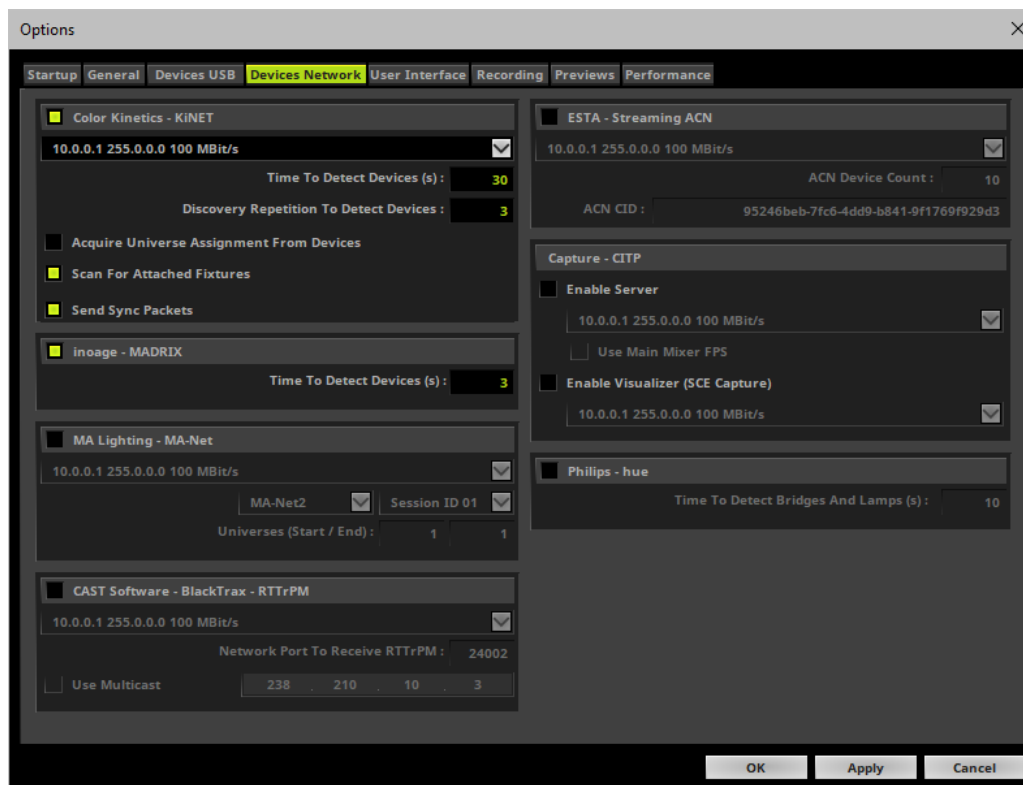 Options
Startup General Devices USB Devices Network User Interface Recording Previews Performance
Color Kinetics - KiNET
10.0.0.1 255.0.0.0 100 MBit/s
Time To Detect Devices (s) : 30
Discovery Repetition To Detect Devices : 3
Acquire Universe Assignment From Devices
Scan For Attached Fixtures
Send Sync Packets
inoage - MADRIX
Time To Detect Devices (s) : 3
MA Lighting - MA-Net
10.0.0.1 255.0.0.0 100 MBit/s
MA-Net2 Session ID 01
Universes (Start / End) : 1 1
CAST Software - BlackTrax - RTTrPM
10.0.0.1 255.0.0.0 100 MBit/s
Network Port To Receive RTTrPM : 24002
Use Multicast 238 . 210 . 10 . 3
ESTA - Streaming ACN
10.0.0.1 255.0.0.0 100 MBit/s
ACN Device Count : 10
ACN CID : 95246beb-7fc6-4dd9-b841-9f1769f929d3
Capture - CITP
Enable Server
10.0.0.1 255.0.0.0 100 MBit/s
Use Main Mixer FPS
Enable Visualizer (SCE Capture)
10.0.0.1 255.0.0.0 100 MBit/s
Philips - hue
Time To Detect Bridges And Lamps (s) : 10
OK Apply Cancel